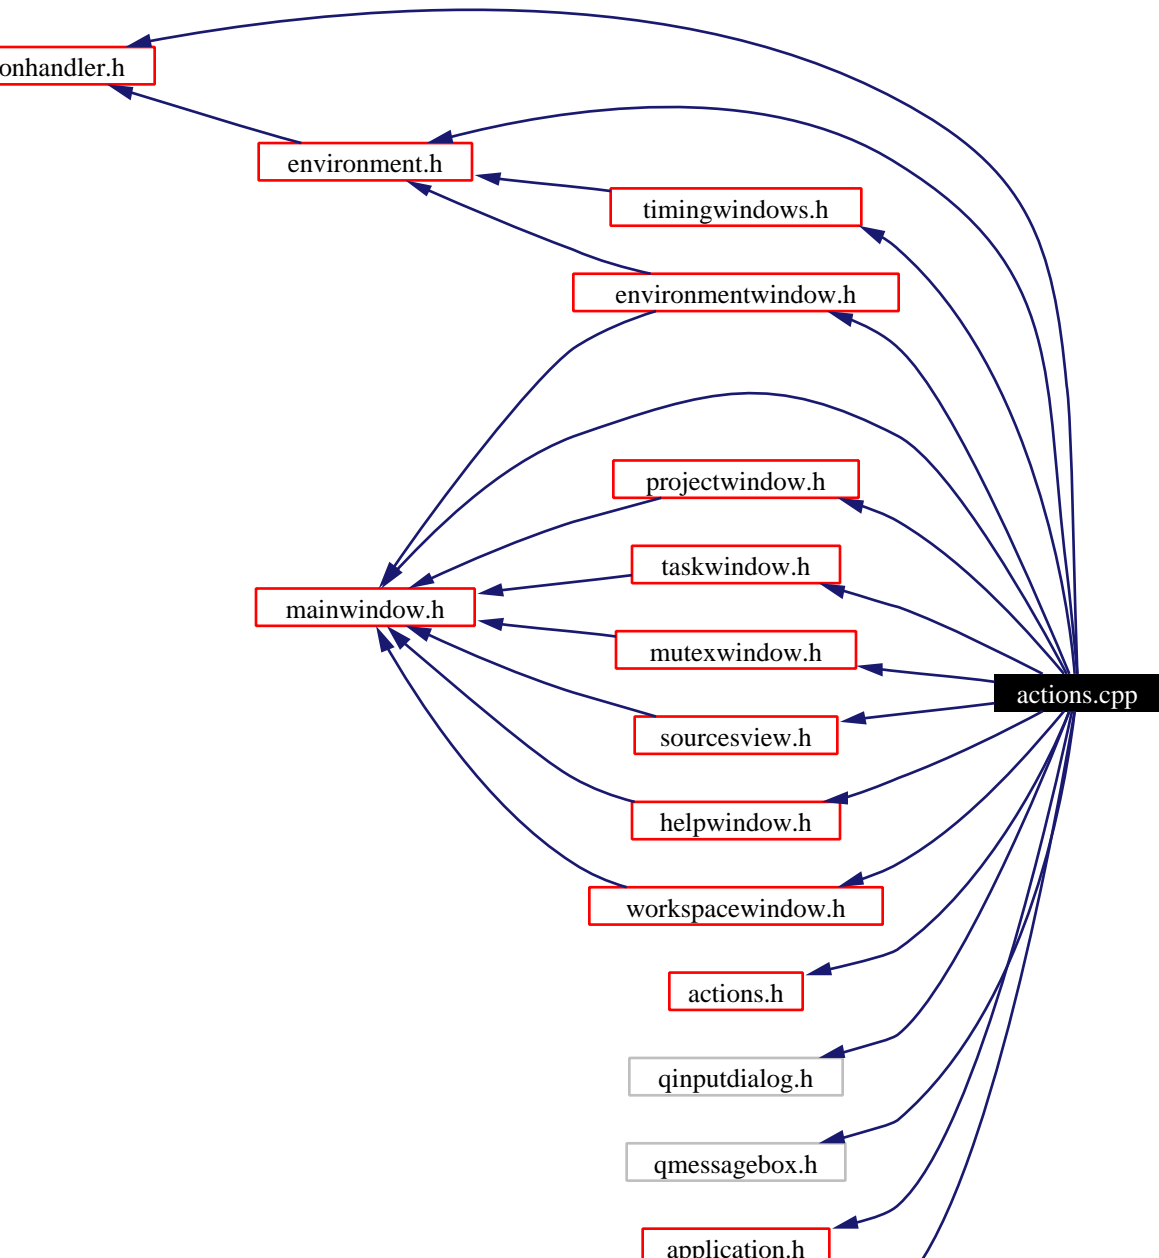 onhandler.h
environment.h
timingwindows.h
environmentwindow.h
projectwindow.h
taskwindow.h
mainwindow.h
mutexwindow.h
actions.cpp
sourcesview.h
helpwindow.h
workspacewindow.h
actions.h
qinputdialog.h
qmessagebox.h
application.h